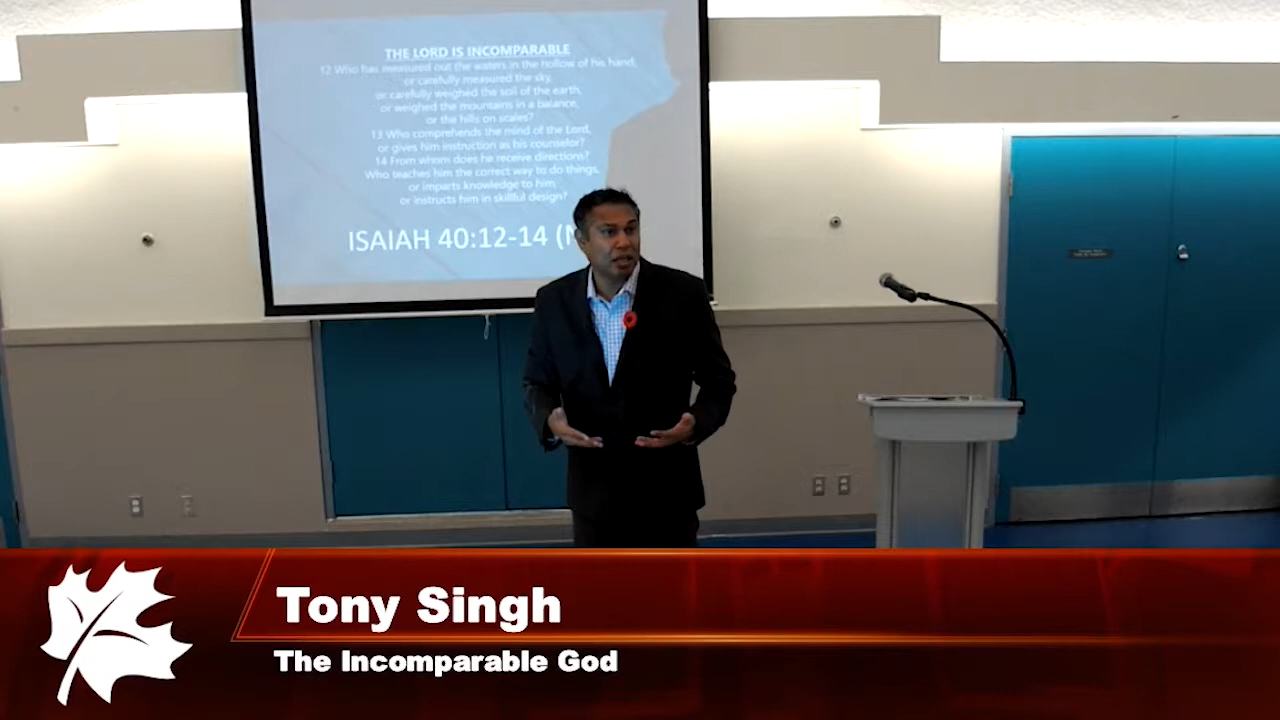 THE LORD IS INCOMPARABLE
12 Who has measured out the waters in the hollow of his hand,
or carefully measured the sky,
or carefully weighed the soil of the earth,
or weighed the mountains in a balance,
or the hills on scales?
13 Who comprehends the mind of the Lord,
or gives him instruction as his counselor?
14 From whom does he receive directions?
Who teaches him the correct way to do things,
or imparts knowledge to him,
or instructs him in skillful design?
ISAIAH 40:12-14 (
Tony Singh
The Incomparable God